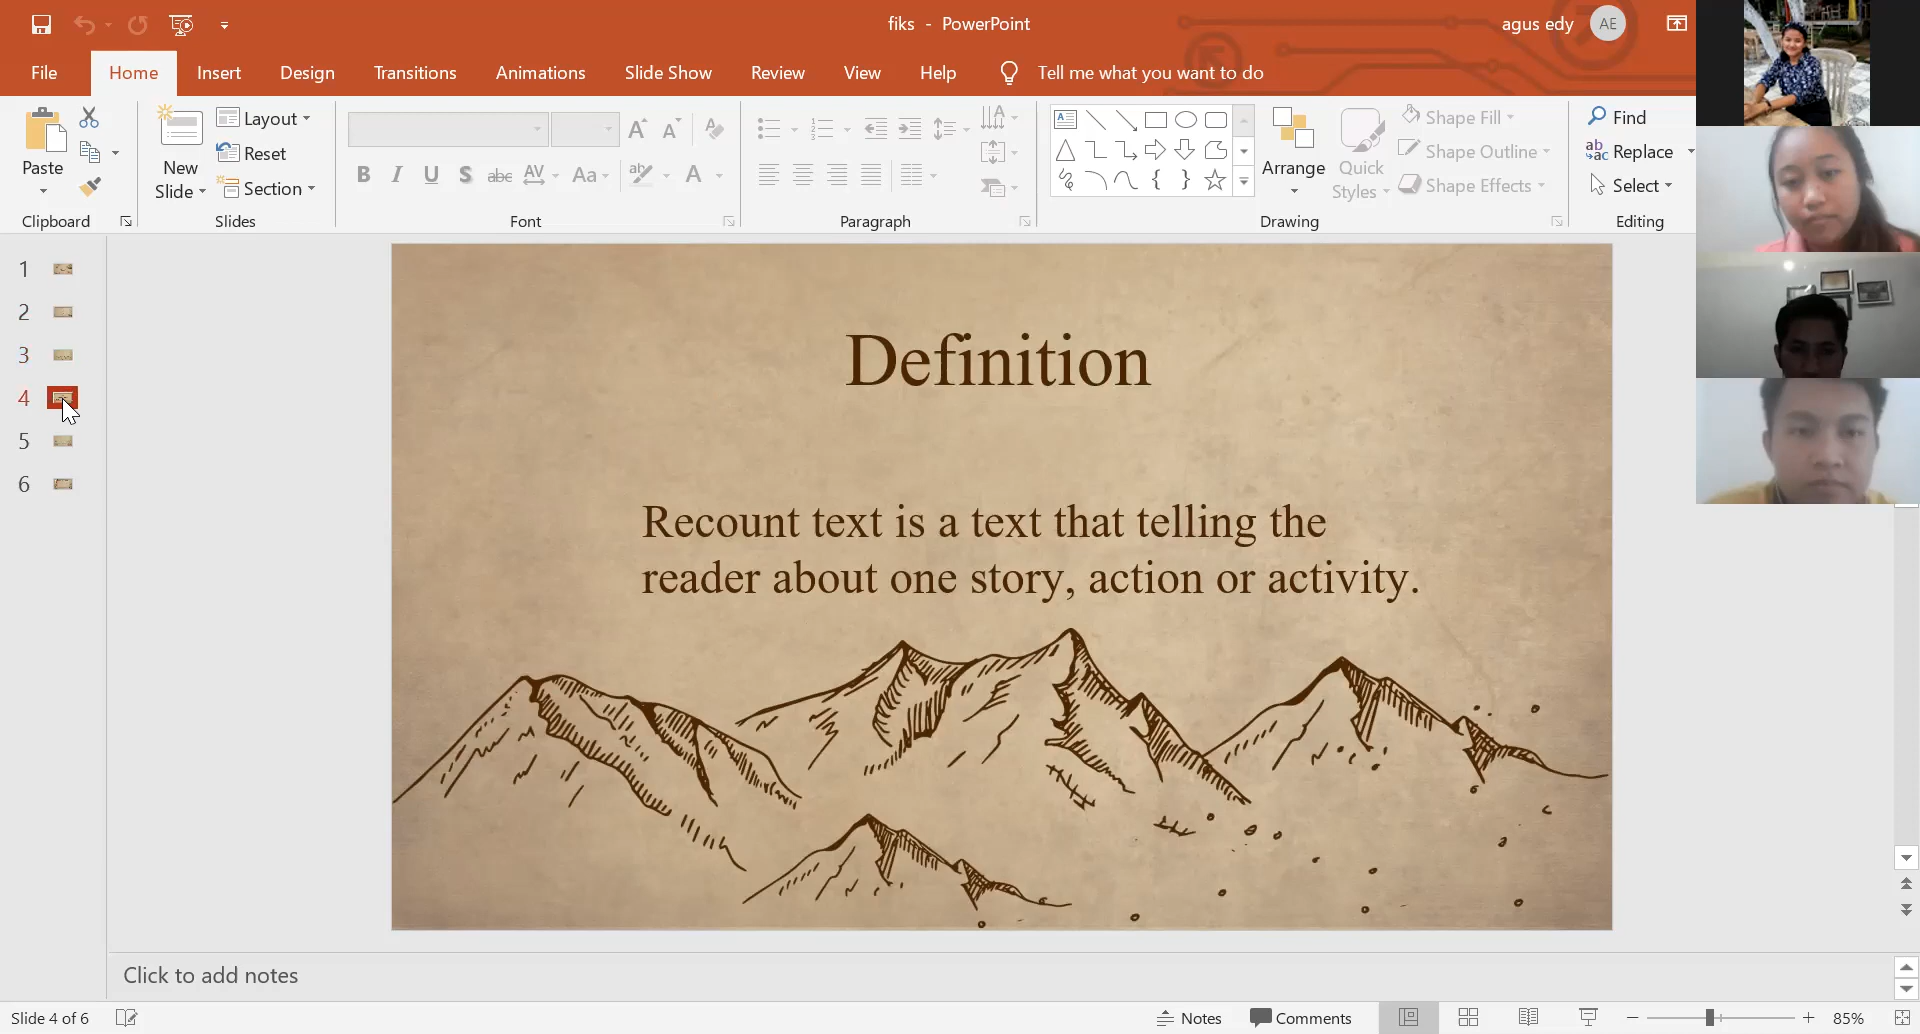 fiks - PowerPoint
agus edy
AE
File
Home
Insert
Design
Transitions
Animations
Slide Show
Review
View
Help
Tell me what you want to do
Paste
New
Slide
Layout
Reset
Section
B I U S abc AV Aa A
Arrange
Quick
Styles
Shape Fill
Shape Outline
Shape Effects
Find
Replace
Select
Clipboard
Slides
Font
Paragraph
Drawing
Editing
1
2
3
4
5
6
Definition
Recount text is a text that telling the
reader about one story, action or activity.
Click to add notes
Slide 4 of 6
Notes
Comments
85%